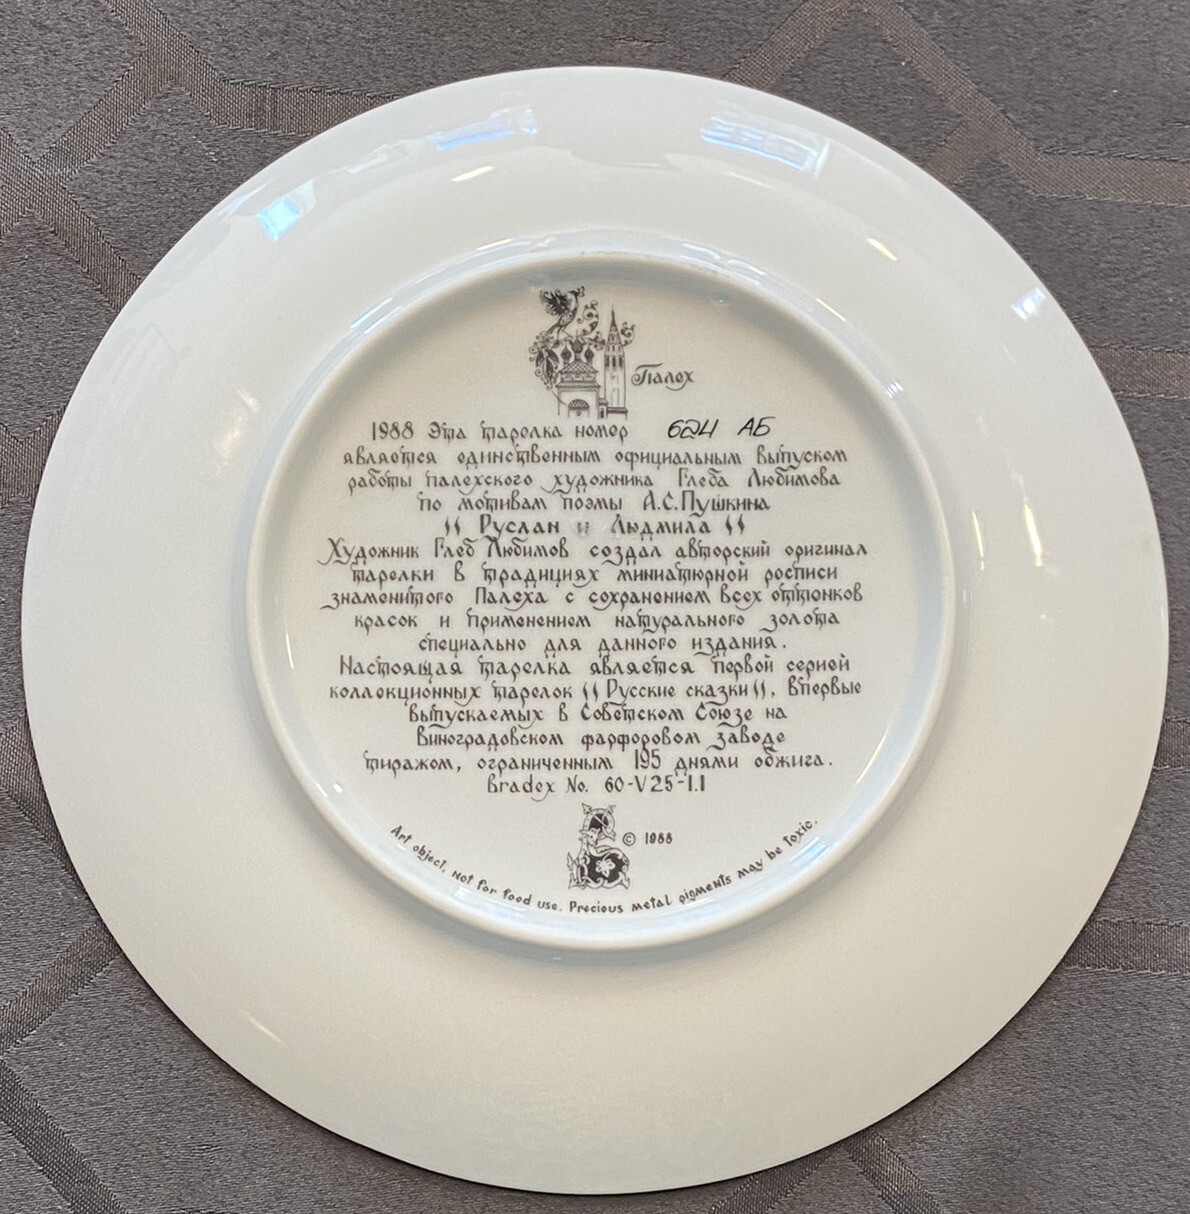 Палех
1988 Эта тарелка номер 624 АБ
является единственным официальным выпуском
работы палехского художника Глеба Любимова
по мотивам поэмы А.С.Пушкина
"Руслан и Людмила"
Художник Глеб Любимов создал авторский оригинал
тарелки в традициях миниатюрной росписи
знаменитого Палеха с сохранением всех оттенков
красок и применением натурального золота
специально для данного издания.
Настоящая тарелка является первой серией
коллекционных тарелок "Русские сказки", впервые
выпускаемых в Советском Союзе на
Виноградовском фарфоровом заводе
тиражом, ограниченным 195 днями обжига.
Bradex No. 60-V25-1.1
© 1988
Art object, not for food use. Precious metal pigments may be toxic.